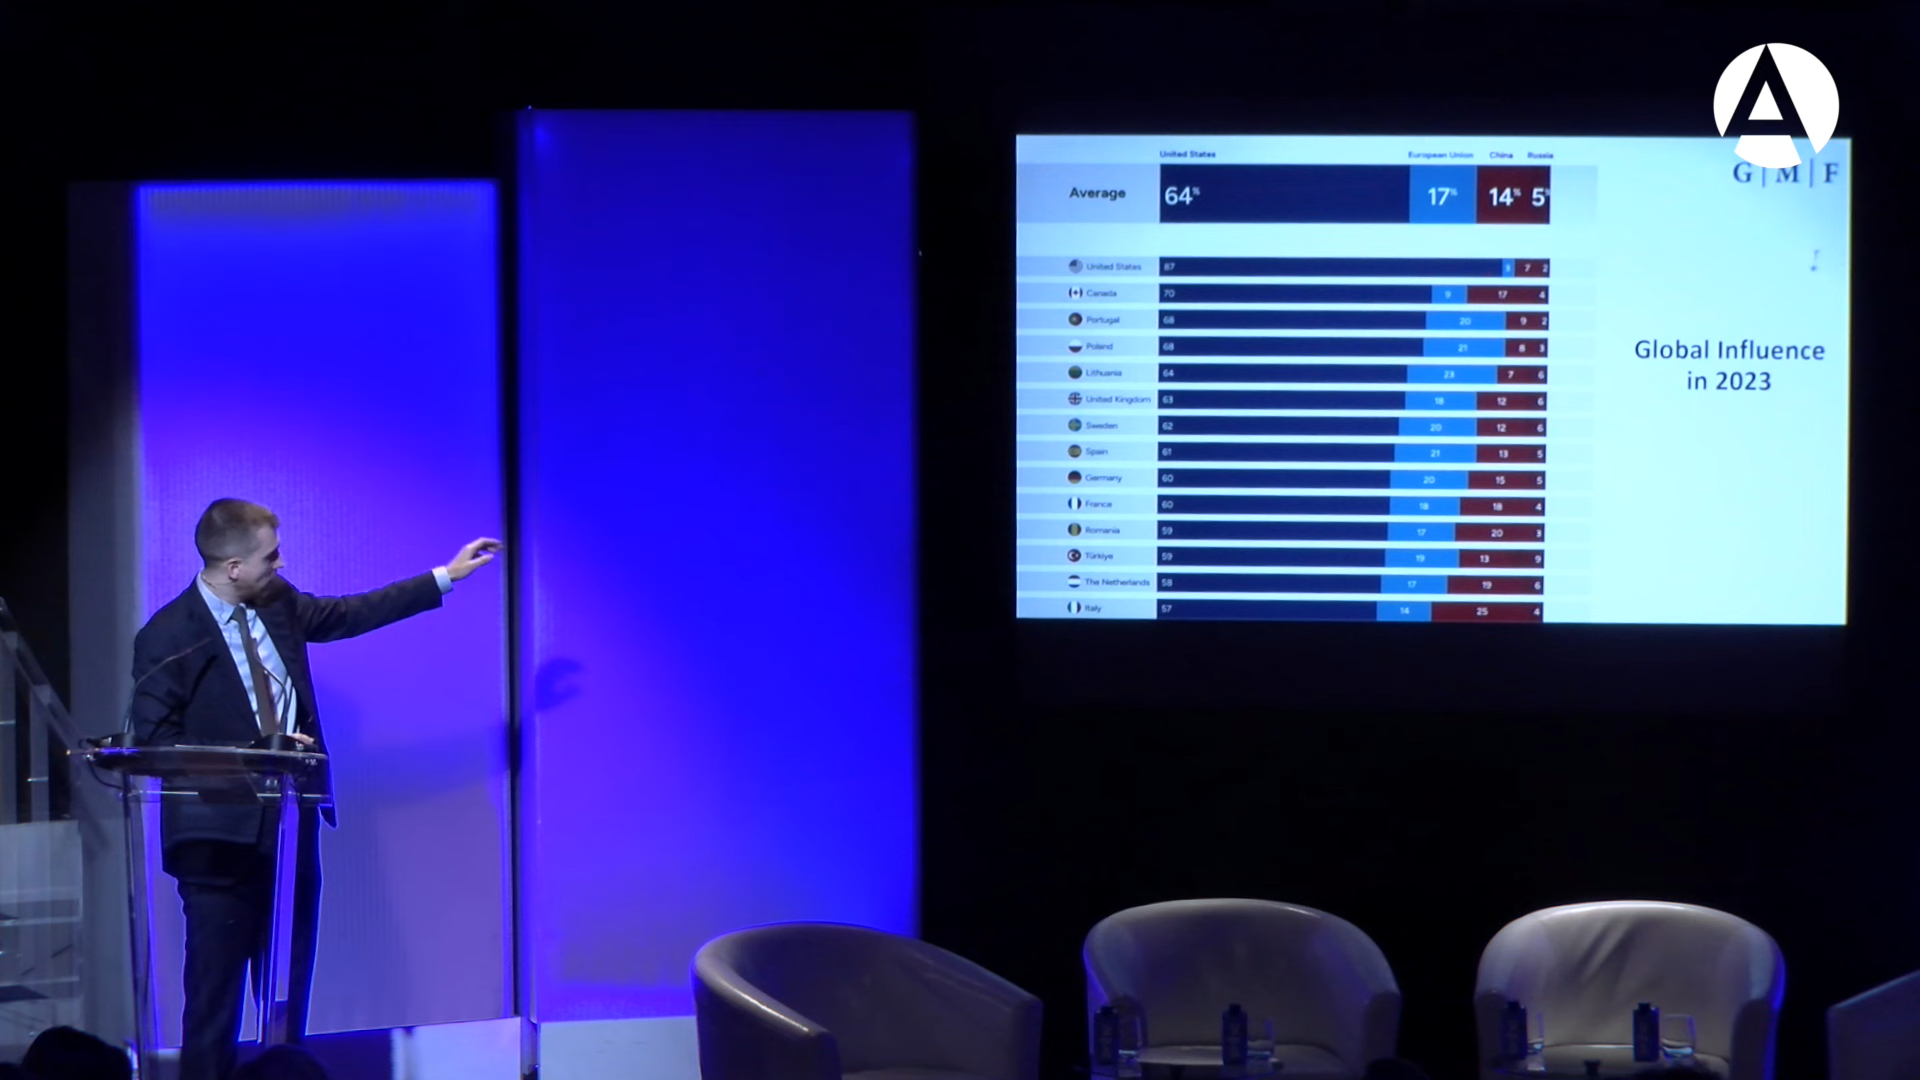 United States European Union China Russia
Average 64% 17% 14% 5%
United States 87 3 7 2
Canada 70 9 17 4
Portugal 68 20 9 2
Poland 68 21 8 3
Lithuania 64 23 7 6
United Kingdom 63 18 12 6
Sweden 62 20 12 6
Spain 61 21 13 5
Germany 60 20 15 5
France 60 18 18 4
Romania 59 17 20 3
Türkiye 59 19 13 9
The Netherlands 58 17 19 6
Italy 57 14 25 4
A
G | M | F
Global Influence
in 2023